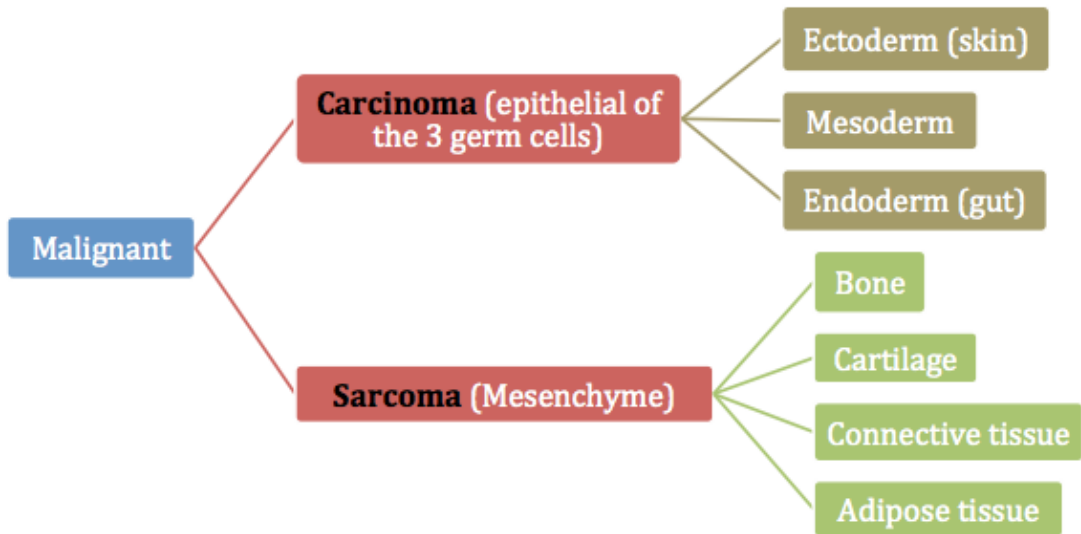 Malignant
Carcinoma (epithelial of
the 3 germ cells)
Ectoderm (skin)
Mesoderm
Endoderm (gut)
Sarcoma (Mesenchyme)
Bone
Cartilage
Connective tissue
Adipose tissue